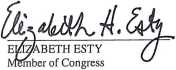 Elizabeth H. Esty
ELIZABETH ESTY
Member of Congress